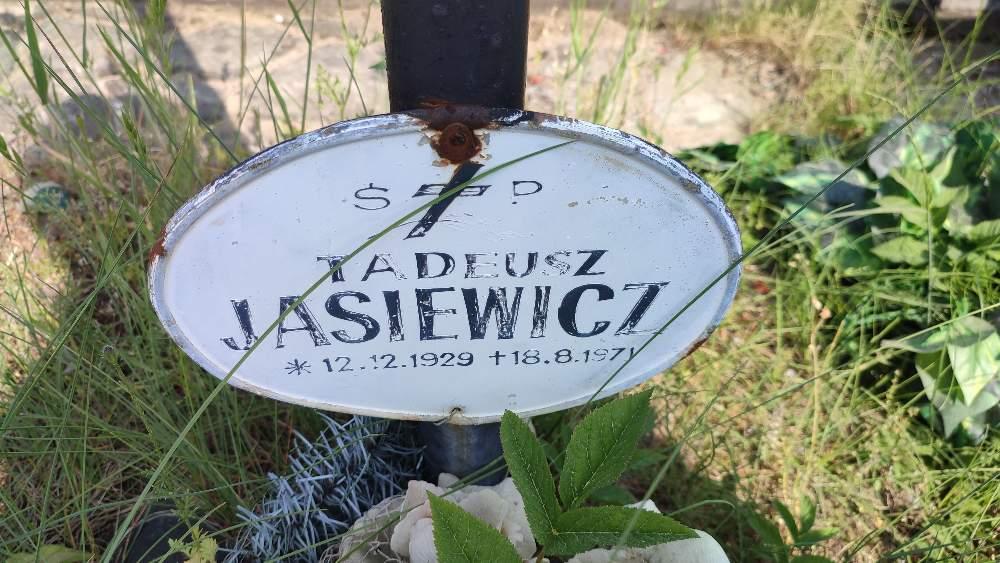 Ś P
TADEUSZ
JASIEWICZ
* 12.12.1929 +18.8.1971